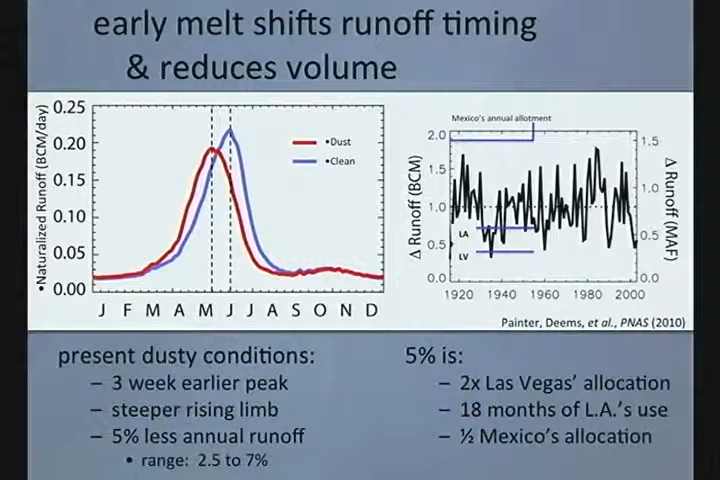 early melt shifts runoff timing
& reduces volume
•Naturalized Runoff (BCM/day)
0.25
0.20
0.15
0.10
0.05
0.00
•Dust
•Clean
J F M A M J J A S O N D
Mexico's annual allotment
Δ Runoff (BCM)
2.0
1.5
1.0
0.5
0.0
LA
LV
1.5
1.0
0.5
0.0
Δ Runoff (MAF)
1920 1940 1960 1980 2000
Painter, Deems, et al., PNAS (2010)
present dusty conditions:
– 3 week earlier peak
– steeper rising limb
– 5% less annual runoff
• range: 2.5 to 7%
5% is:
– 2x Las Vegas' allocation
– 18 months of L.A.'s use
– ½ Mexico's allocation